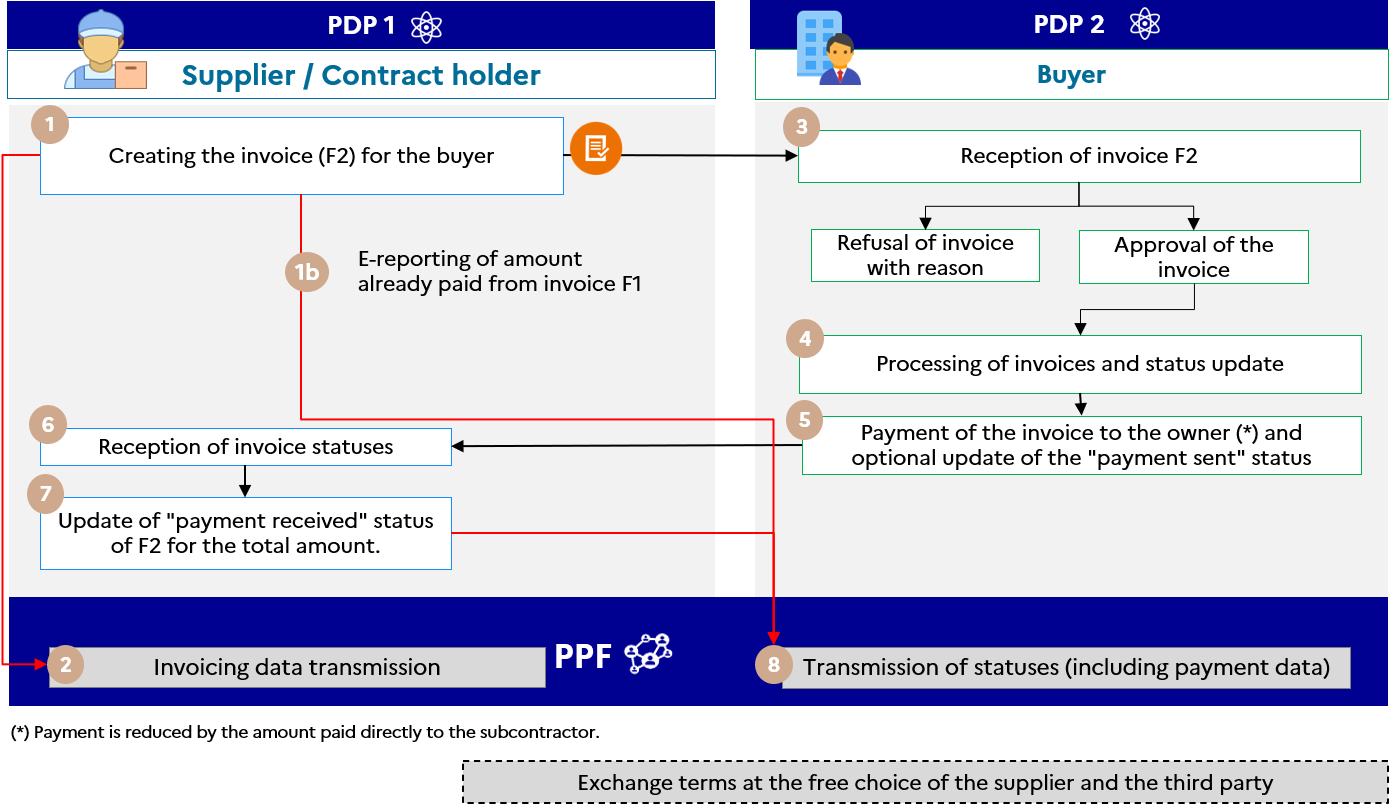 PDP 1
Supplier / Contract holder
PDP 2
Buyer
1
Creating the invoice (F2) for the buyer
3
Reception of invoice F2
Refusal of invoice
with reason
Approval of the
invoice
1b
E-reporting of amount
already paid from invoice F1
4
Processing of invoices and status update
5
Payment of the invoice to the owner (*) and
optional update of the "payment sent" status
6
Reception of invoice statuses
7
Update of "payment received" status
of F2 for the total amount.
2
Invoicing data transmission
PPF
8
Transmission of statuses (including payment data)
(*) Payment is reduced by the amount paid directly to the subcontractor.
Exchange terms at the free choice of the supplier and the third party